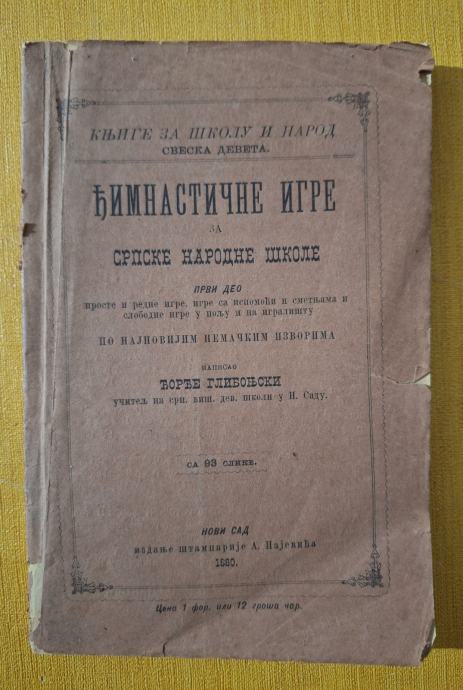 КЊИГЕ ЗА ШКОЛУ И НАРОД
СВЕСКА ДЕВЕТА.
ЂИМНАСТИЧНЕ ИГРЕ
ЗА
СРПСКЕ НАРОДНЕ ШКОЛЕ
ПРВИ ДЕО
просте и редне игре, игре са испомоћи и сметњама и
слободне игре у пољу и на игралишту
ПО НАЈНОВИЈИМ НЕМАЧКИМ ИЗВОРИМА
НАПИСАО
ЂОРЂЕ ГЛИБОЊСКИ
учитељ на срп. виш. дев. школи у Н. Саду.
СА 93 СЛИКЕ.
НОВИ САД
издање штампарије А. Пајевића
1880.
Цена 1 фор. или 12 гроша чар.